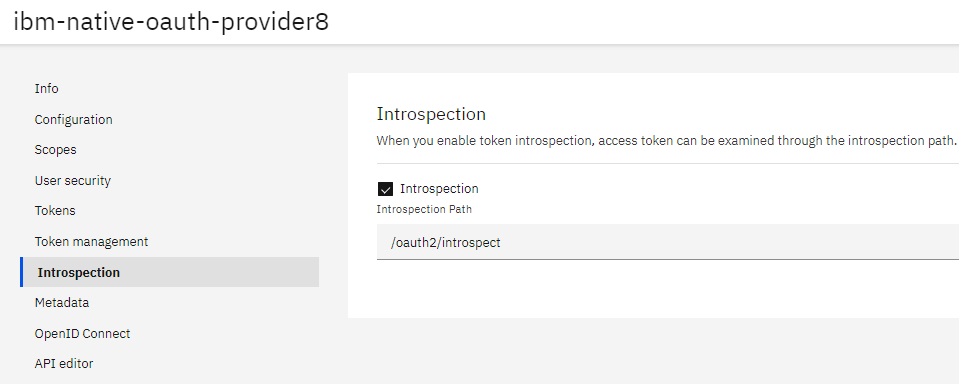 ibm-native-oauth-provider8
Info
Configuration
Scopes
User security
Tokens
Token management
Introspection
Metadata
OpenID Connect
API editor
Introspection
When you enable token introspection, access token can be examined through the introspection path.
Introspection
Introspection Path
/oauth2/introspect